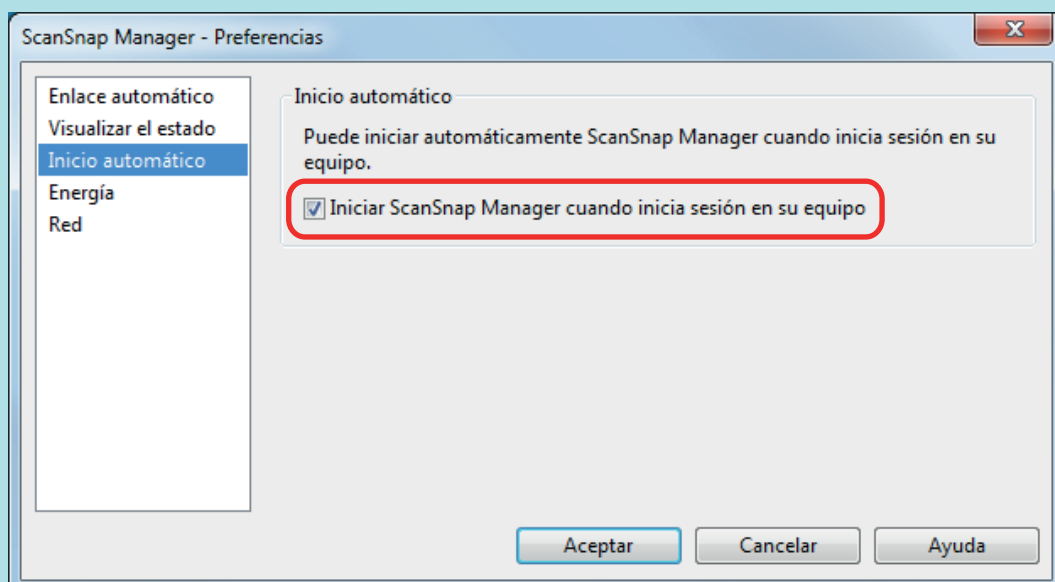 ScanSnap Manager - Preferencias
Enlace automático
Visualizar el estado
Inicio automático
Energía
Red
Inicio automático
Puede iniciar automáticamente ScanSnap Manager cuando inicia sesión en su
equipo.
Iniciar ScanSnap Manager cuando inicia sesión en su equipo
Aceptar
Cancelar
Ayuda